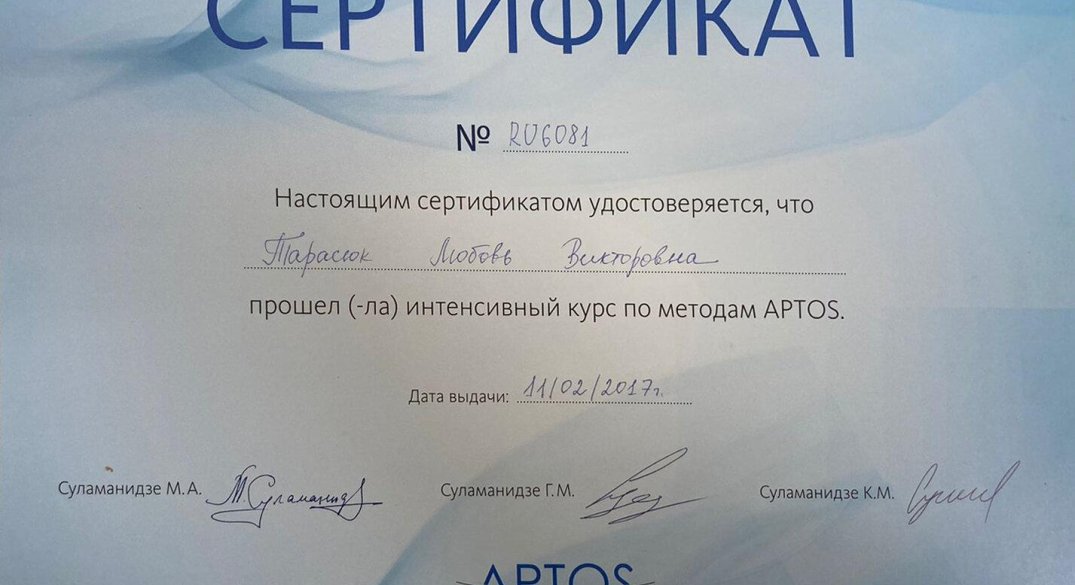 СЕРТИФИКАТ
№ RU6081
Настоящим сертификатом удостоверяется, что
Тарасюк Любовь Викторовна
прошел (-ла) интенсивный курс по методам APTOS.
Дата выдачи: 11/02/2017г.
Суламанидзе М.А. М Суламанидзе Суламанидзе Г.М. Суламанидзе К.М.
APTOS